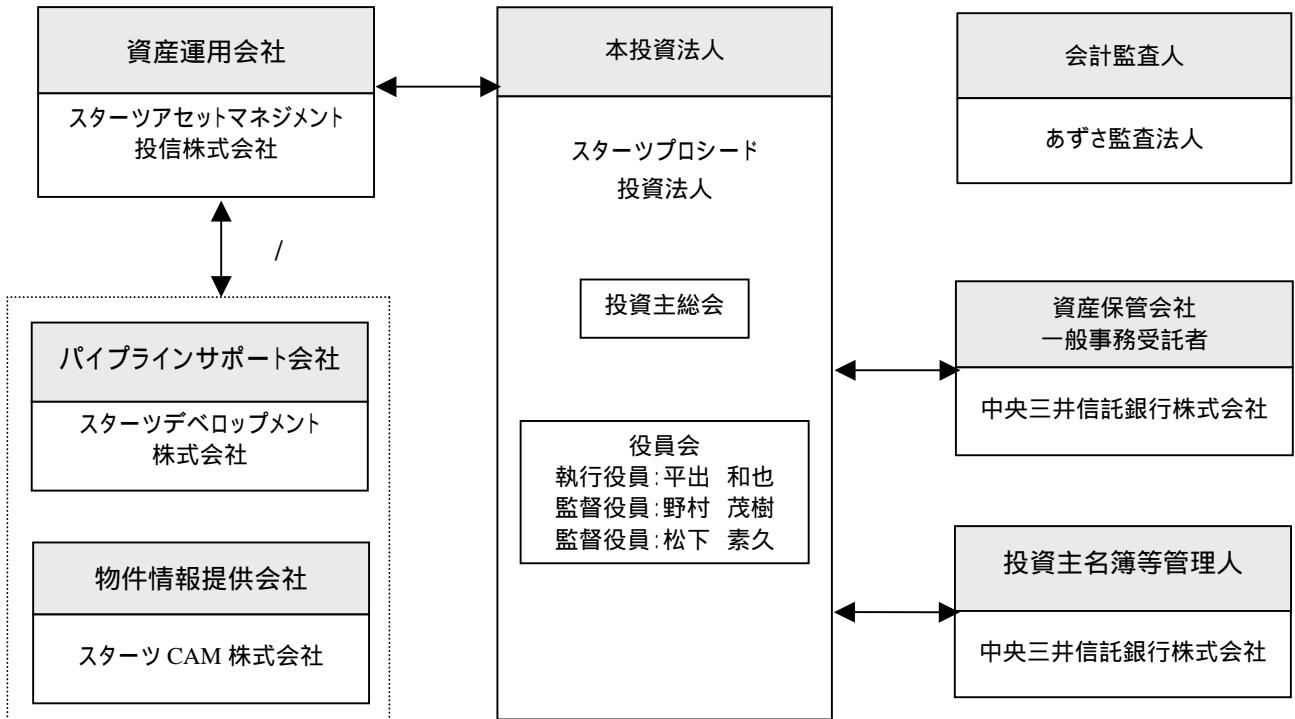 資産運用会社
スターツアセットマネジメント
投信株式会社
/
パイプラインサポート会社
スターツデベロップメント
株式会社
物件情報提供会社
スターツ CAM 株式会社
本投資法人
スターツプロシード
投資法人
投資主総会
役員会
執行役員:平出 和也
監督役員:野村 茂樹
監督役員:松下 素久
会計監査人
あずさ監査法人
資産保管会社
一般事務受託者
中央三井信託銀行株式会社
投資主名簿等管理人
中央三井信託銀行株式会社